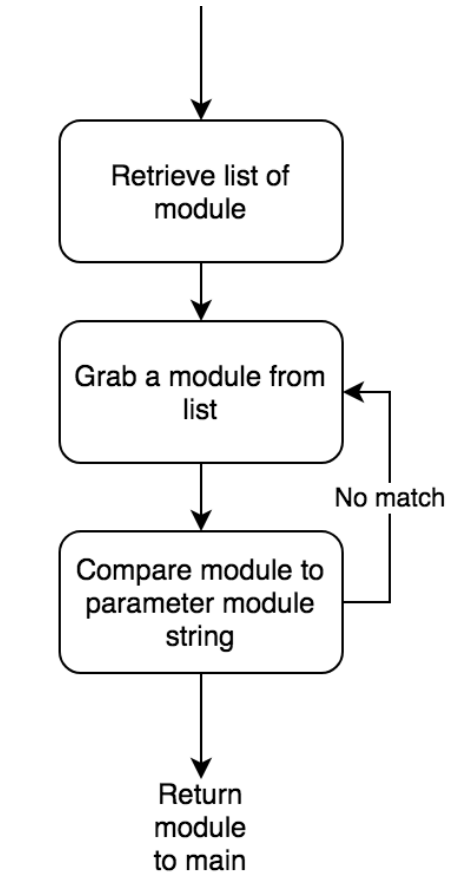 Retrieve list of
module
Grab a module from
list
No match
Compare module to
parameter module
string
Return
module
to main